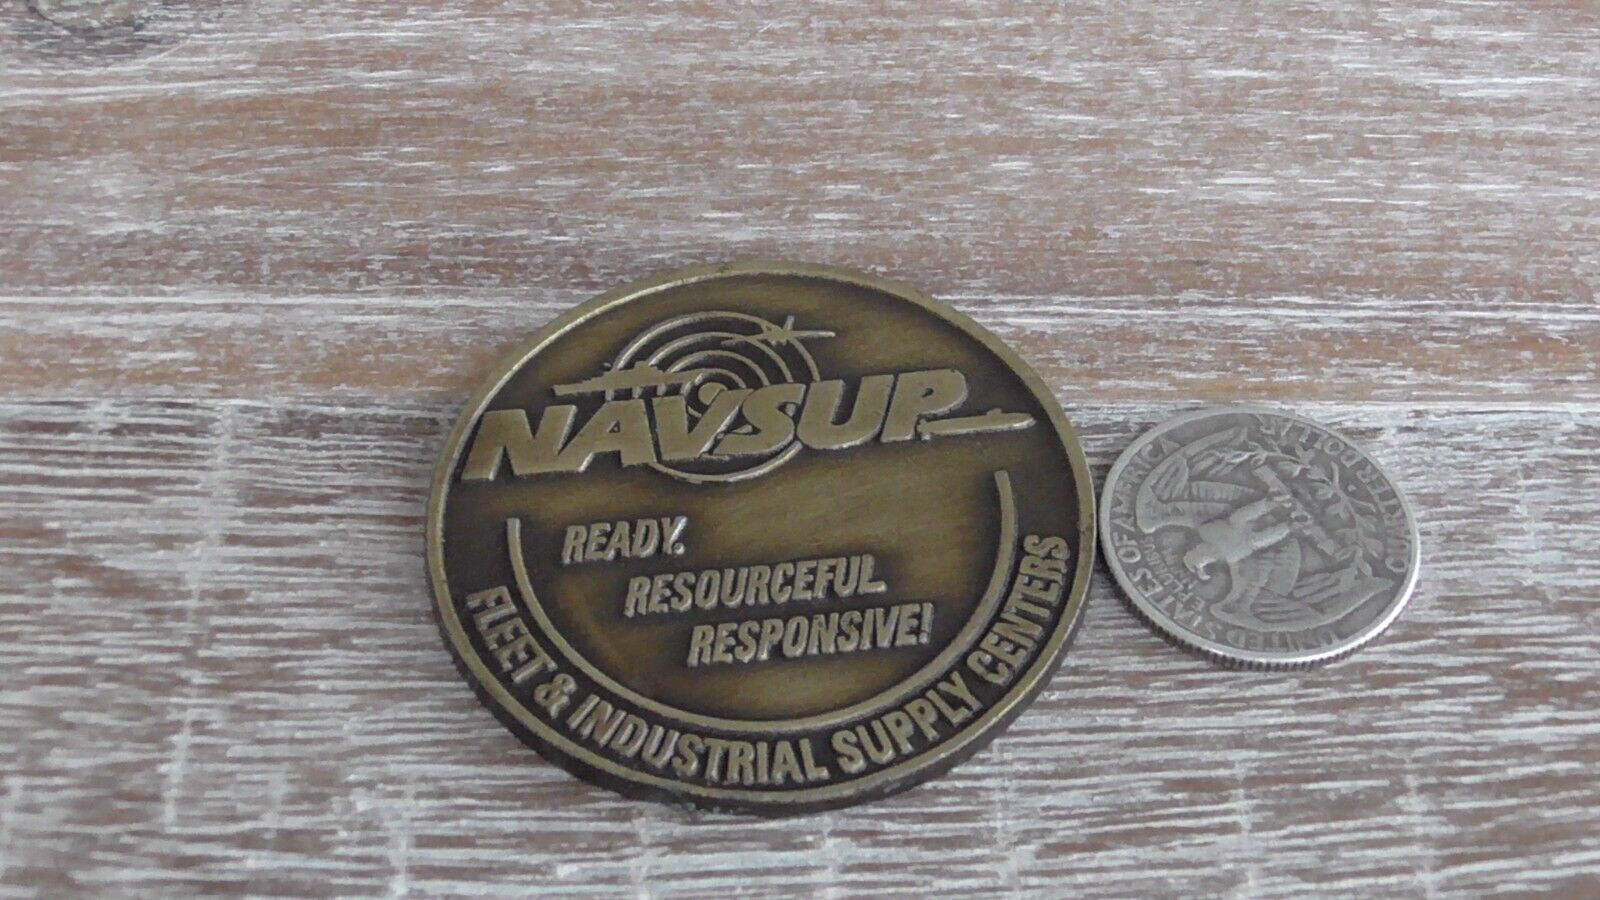 NAVSUP
READY.
RESOURCEFUL
RESPONSIVE!
FLEET & INDUSTRIAL SUPPLY CENTERS
UNITED STATES OF AMERICA
QUARTER DOLLAR